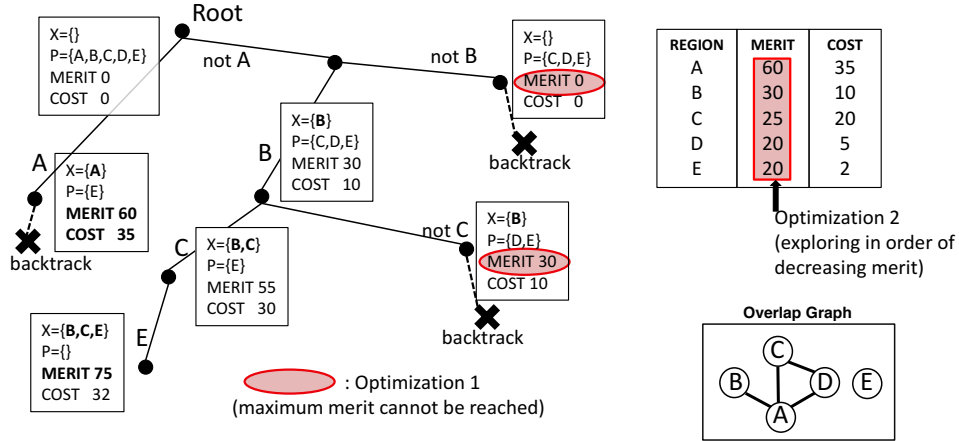 Root
X={}
P={A,B,C,D,E}
MERIT 0
COST 0
not A
not B
X={}
P={C,D,E}
MERIT 0
COST 0
backtrack
A
X={A}
P={E}
MERIT 60
COST 35
backtrack
B
X={B}
P={C,D,E}
MERIT 30
COST 10
C
X={B,C}
P={E}
MERIT 55
COST 30
not C
X={B}
P={D,E}
MERIT 30
COST 10
backtrack
X={B,C,E}
P={}
MERIT 75
COST 32
E
: Optimization 1
(maximum merit cannot be reached)
REGION MERIT COST
A 60 35
B 30 10
C 25 20
D 20 5
E 20 2
Optimization 2
(exploring in order of
decreasing merit)
Overlap Graph
C
B D E
A